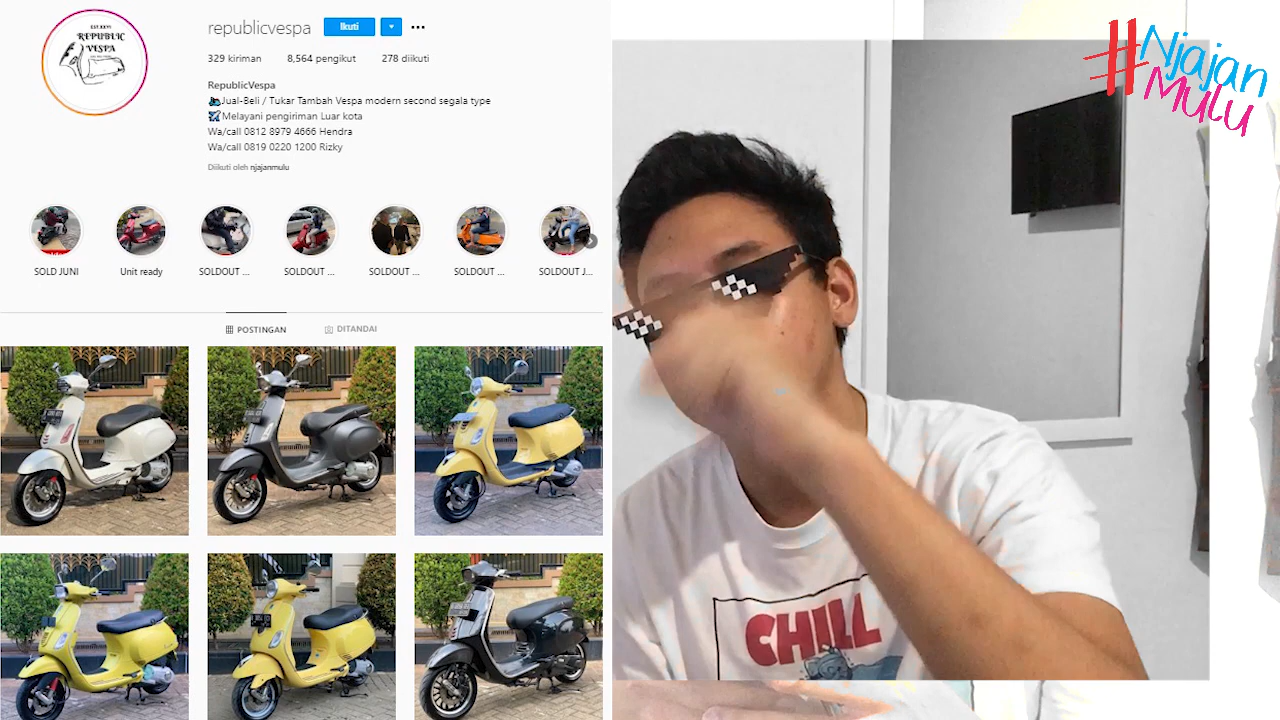 REPUBLIC
VESPA
republicvespa
Ikuti
329 kiriman 8,564 pengikut 278 diikuti
RepublicVespa
Jual-Beli / Tukar Tambah Vespa modern second segala type
Melayani pengiriman Luar kota
Wa/call 0812 8979 4666 Hendra
Wa/call 0819 0220 1200 Rizky
Diikuti oleh njajanmulu
SOLD JUNI
Unit ready
SOLDOUT ...
SOLDOUT ...
SOLDOUT ...
SOLDOUT ...
SOLDOUT J...
POSTINGAN
DITANDAI
#Njajan
Mulu
CHILL